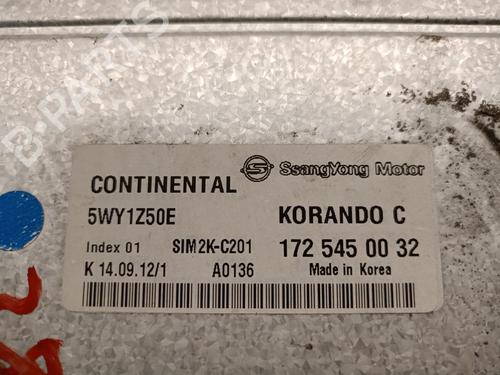 B-PARTS
SsangYong Motor
CONTINENTAL
5WY1Z50E KORANDO C
Index 01 SIM2K-C201 172 545 00 32
K 14.09.12/1 A0136 Made in Korea